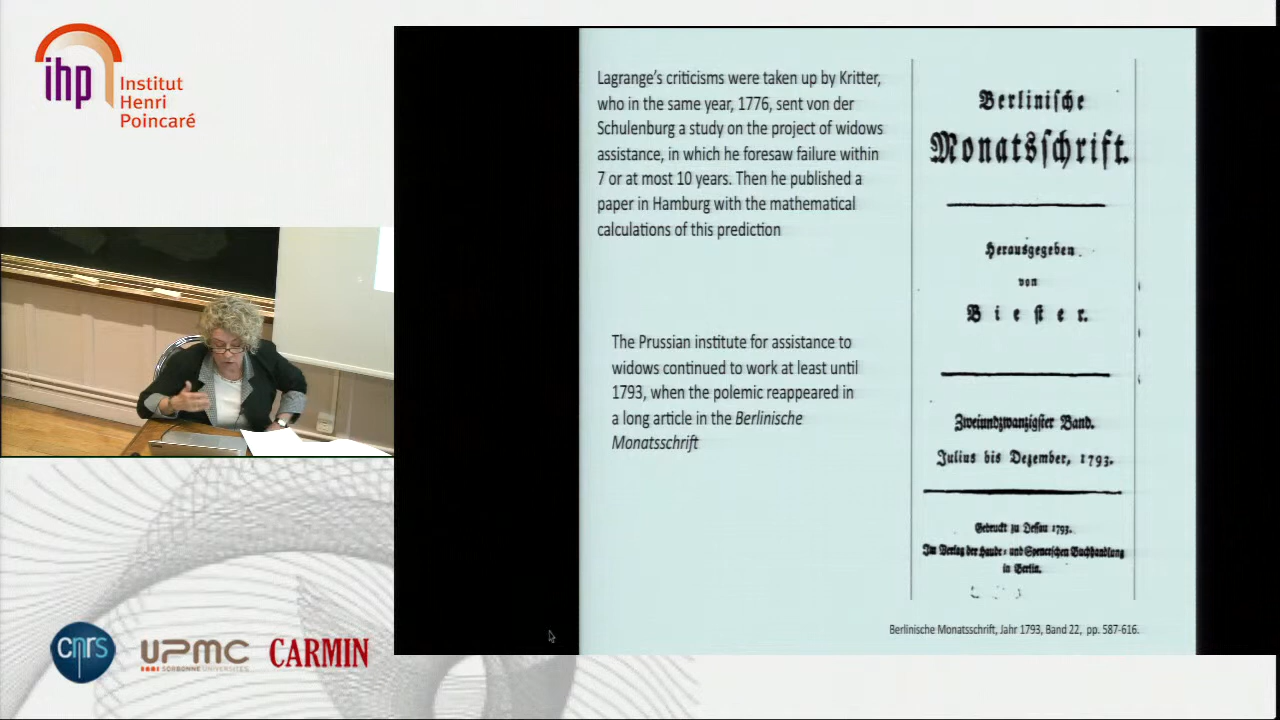 ihp
Institut
Henri
Poincaré
Lagrange's criticisms were taken up by Kritter,
who in the same year, 1776, sent von der
Schulenburg a study on the project of widows
assistance, in which he foresaw failure within
7 or at most 10 years. Then he published a
paper in Hamburg with the mathematical
calculations of this prediction
The Prussian institute for assistance to
widows continued to work at least until
1793, when the polemic reappeared in
a long article in the Berlinische
Monatsschrift
Berlinische
Monatsschrift.
Herausgegeben
von
Biester.
Zweiundzwanzigster Band.
Julius bis Dezember, 1793.
Gedruckt zu Dessau 1793.
Im Verlag der Haude- und Spenerschen Buchhandlung
in Berlin.
Berlinische Monatsschrift, Jahr 1793, Band 22, pp. 587-616.
cnrs
UPMC
SORBONNE UNIVERSITÉS
CARMIN